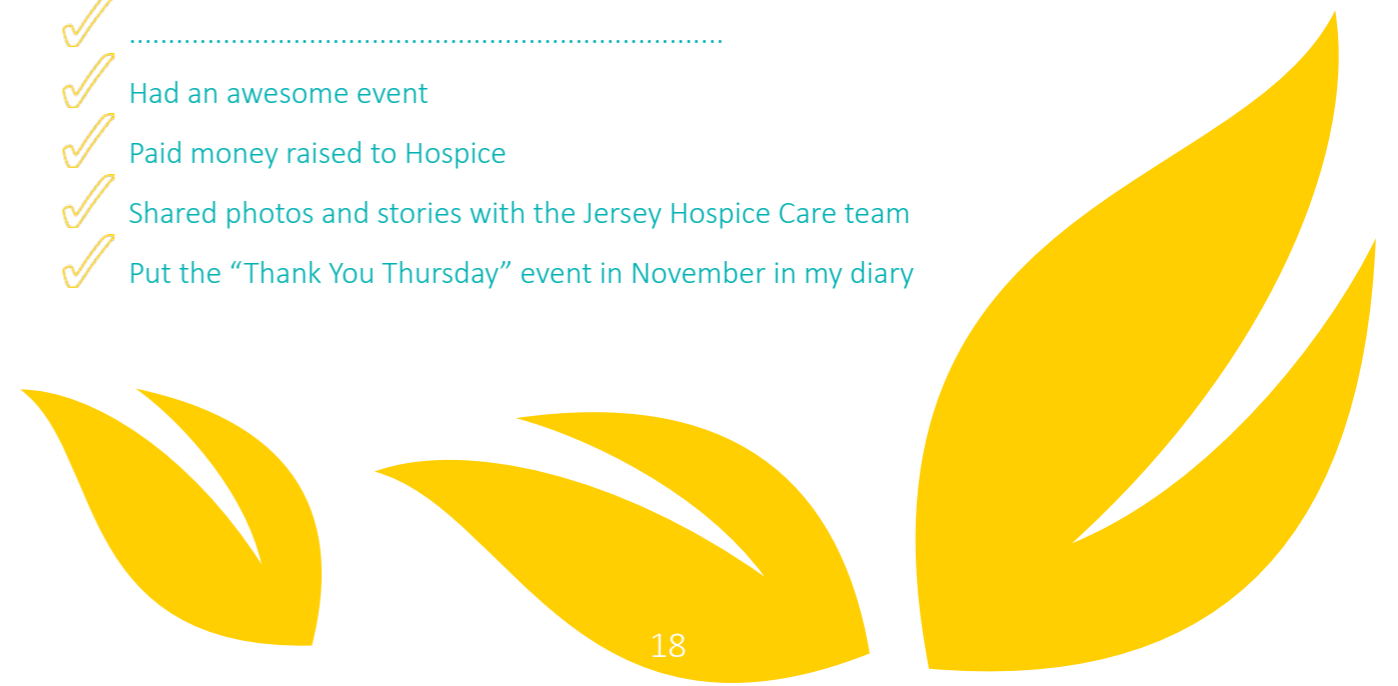 ............................................................................
Had an awesome event
Paid money raised to Hospice
Shared photos and stories with the Jersey Hospice Care team
Put the “Thank You Thursday” event in November in my diary
18